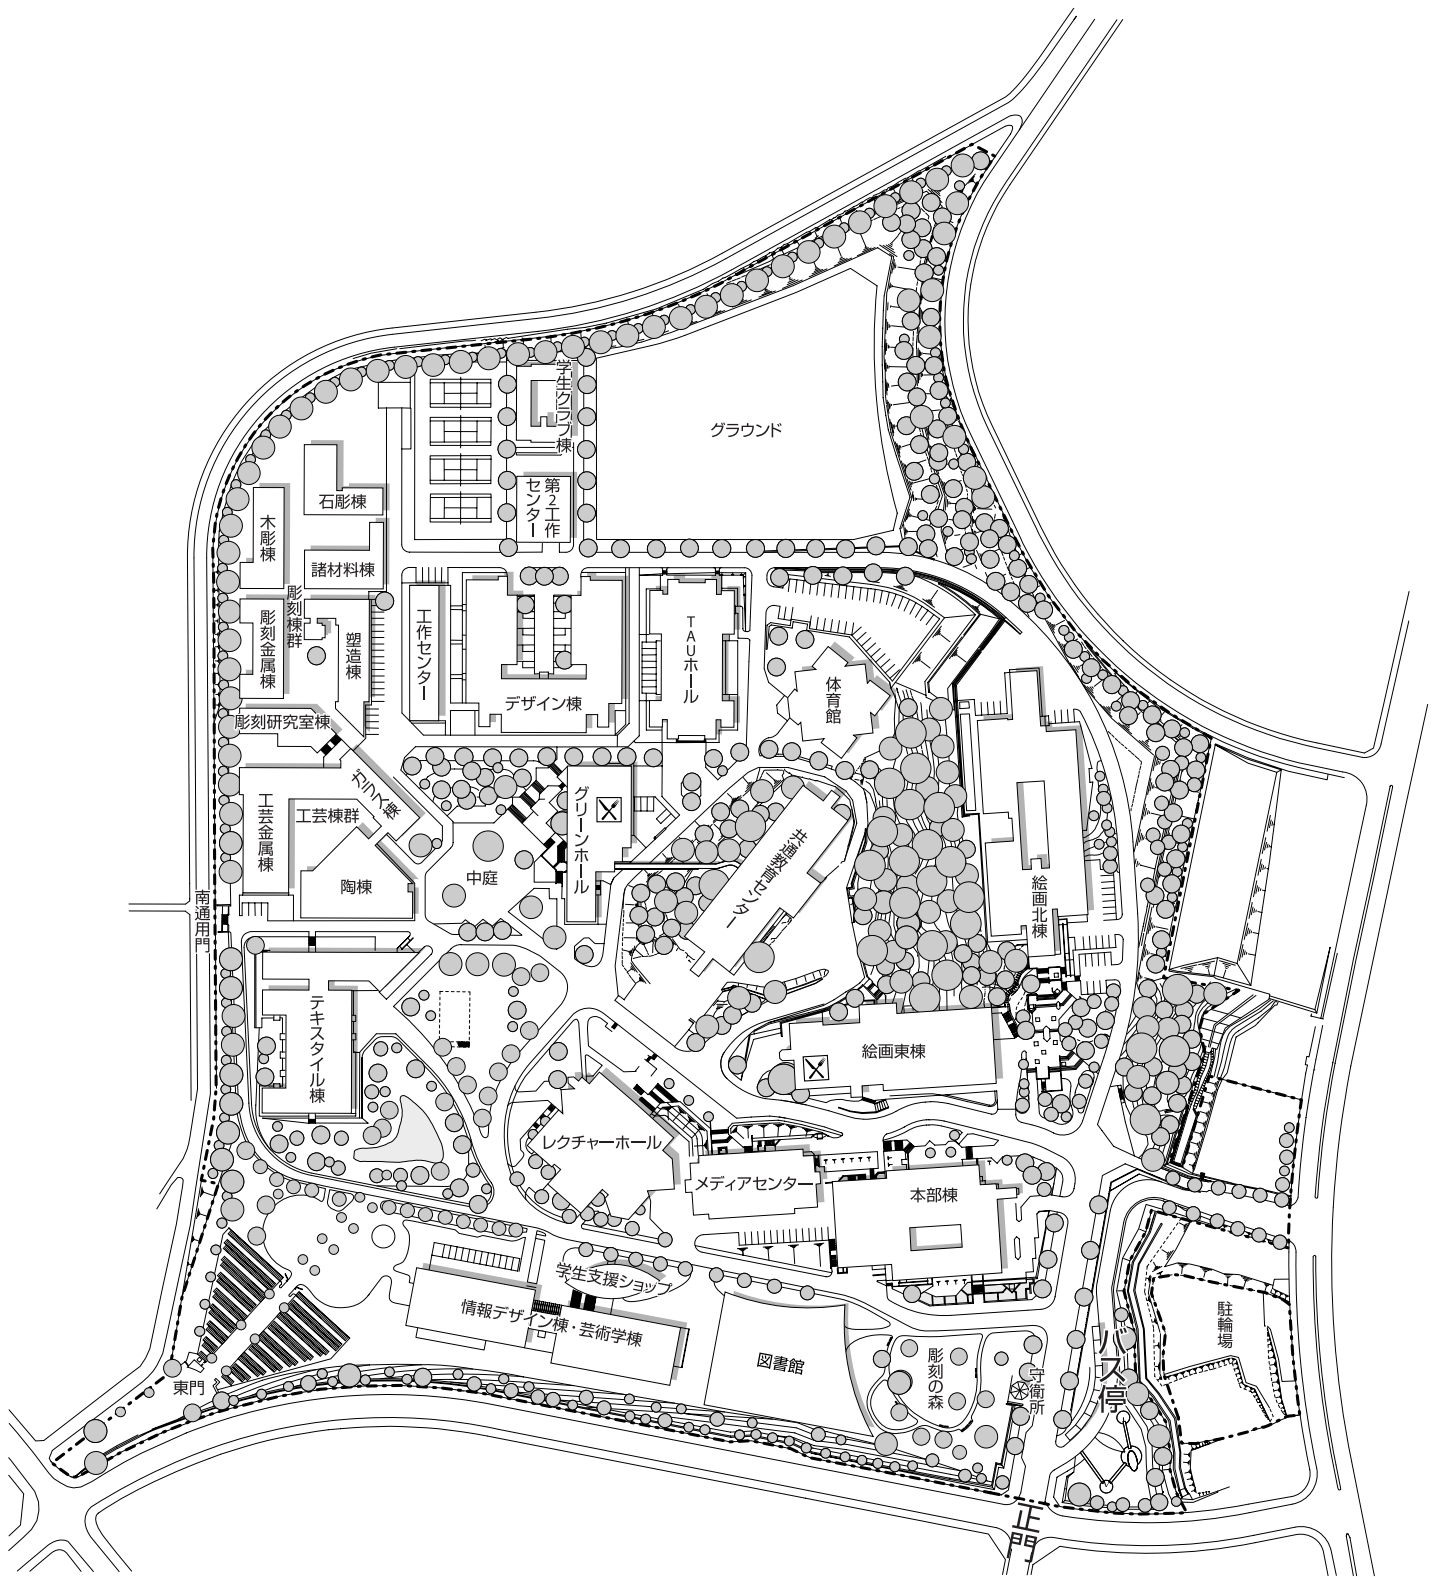 学生クラブ棟
グラウンド
第2工作
センター
石彫棟
木彫棟
諸材料棟
彫刻棟群
彫刻金属棟
塑造棟
工作センター
デザイン棟
TAUホール
体育館
彫刻研究室棟
ガラス棟
工芸金属棟
工芸棟群
グリーンホール
共通教育センター
陶棟
中庭
絵画北棟
南通用門
テキスタイル棟
絵画東棟
レクチャーホール
メディアセンター
本部棟
学生支援ショップ
情報デザイン棟・芸術学棟
図書館
彫刻の森
守衛所
バス停
駐輪場
東門
正門